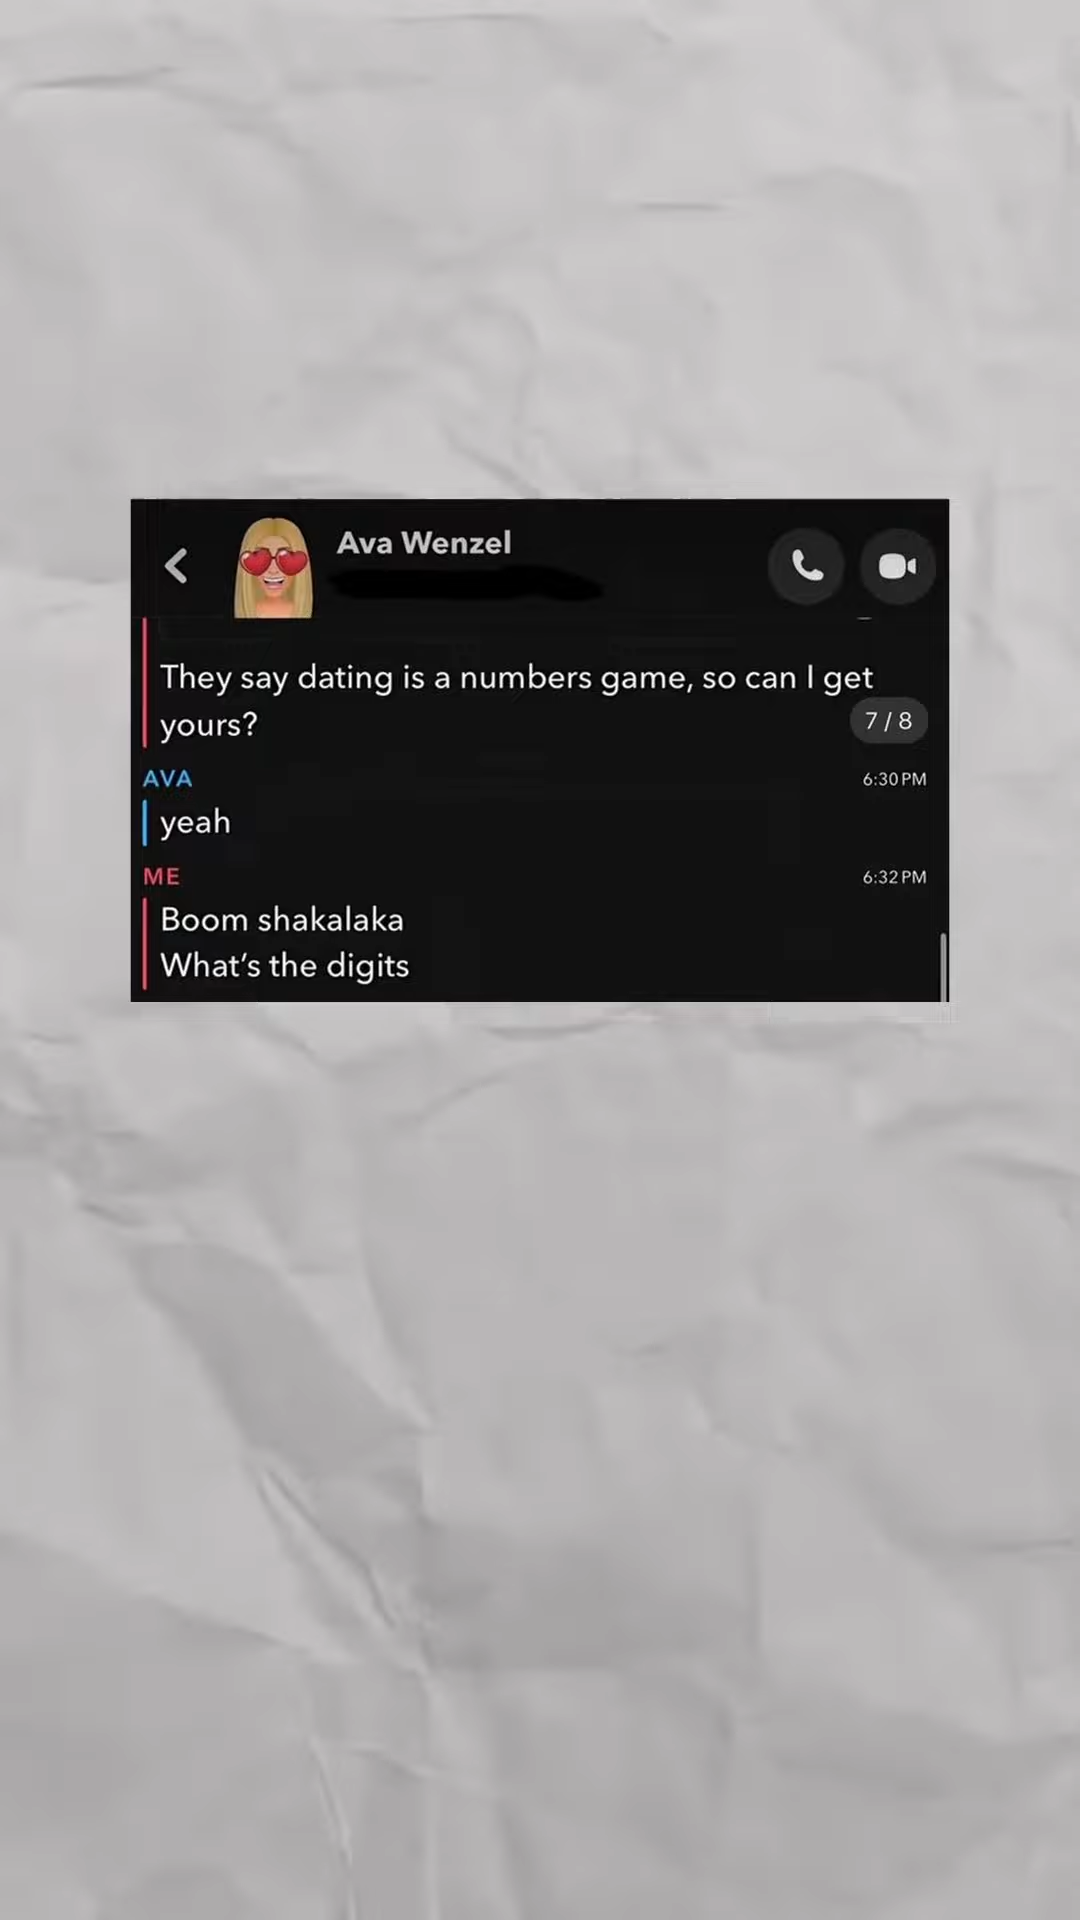 Ava Wenzel
They say dating is a numbers game, so can I get
yours?
7 / 8
AVA
6:30 PM
yeah
ME
6:32 PM
Boom shakalaka
What's the digits